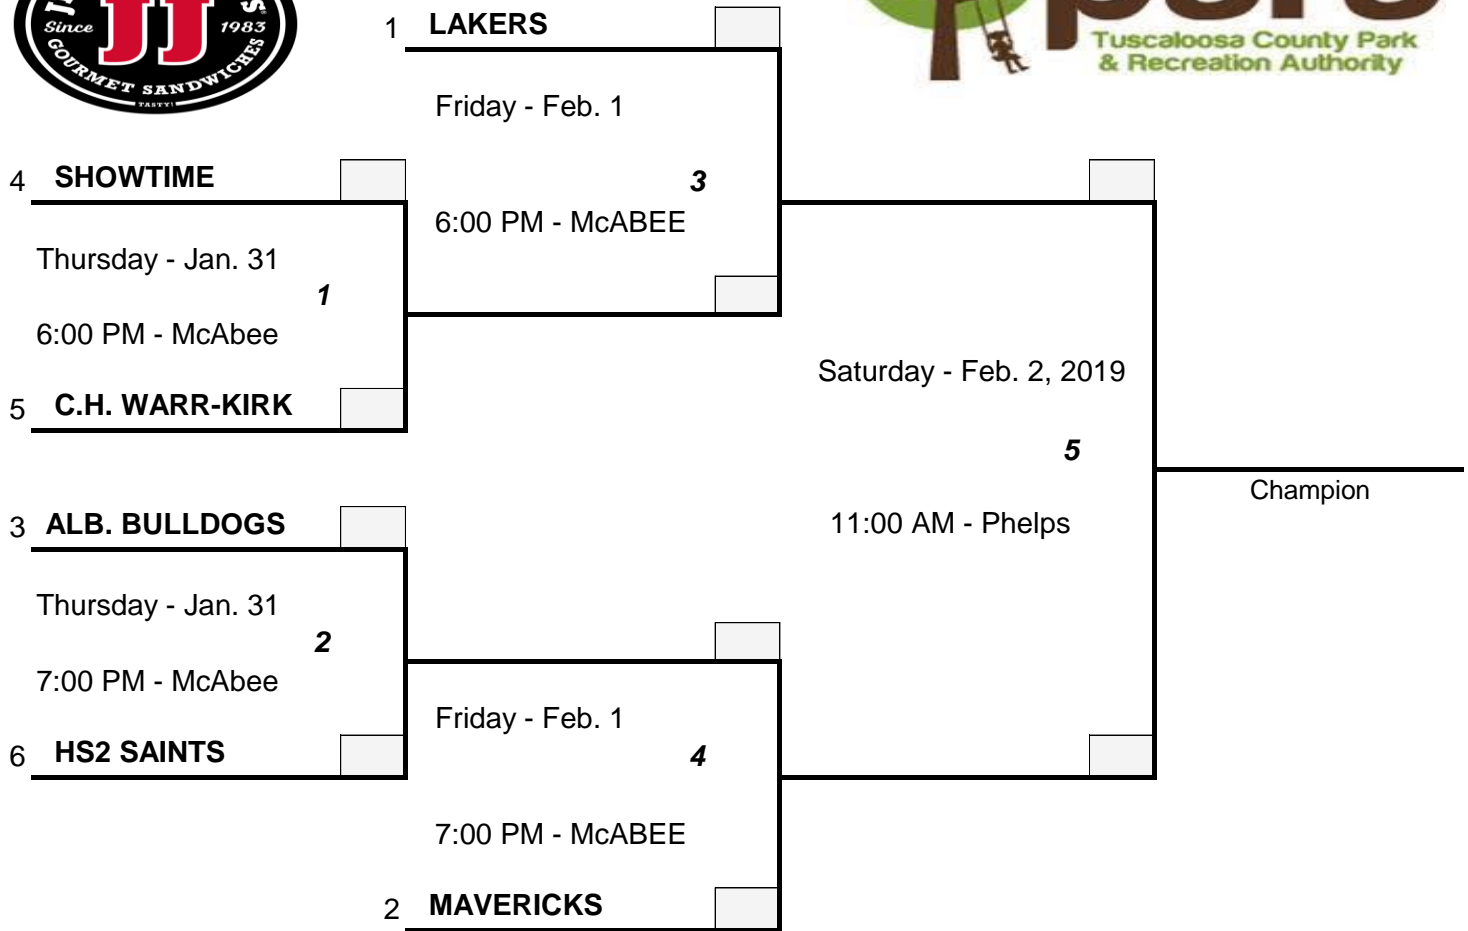 Since 1983
JJ
GOURMET SANDWICHES
TASTY!
Tuscaloosa County Park
& Recreation Authority
1 LAKERS
Friday - Feb. 1
3
6:00 PM - McABEE
4 SHOWTIME
Thursday - Jan. 31
1
6:00 PM - McAbee
5 C.H. WARR-KIRK
Saturday - Feb. 2, 2019
5
11:00 AM - Phelps
Champion
3 ALB. BULLDOGS
Thursday - Jan. 31
2
7:00 PM - McAbee
6 HS2 SAINTS
Friday - Feb. 1
4
7:00 PM - McABEE
2 MAVERICKS